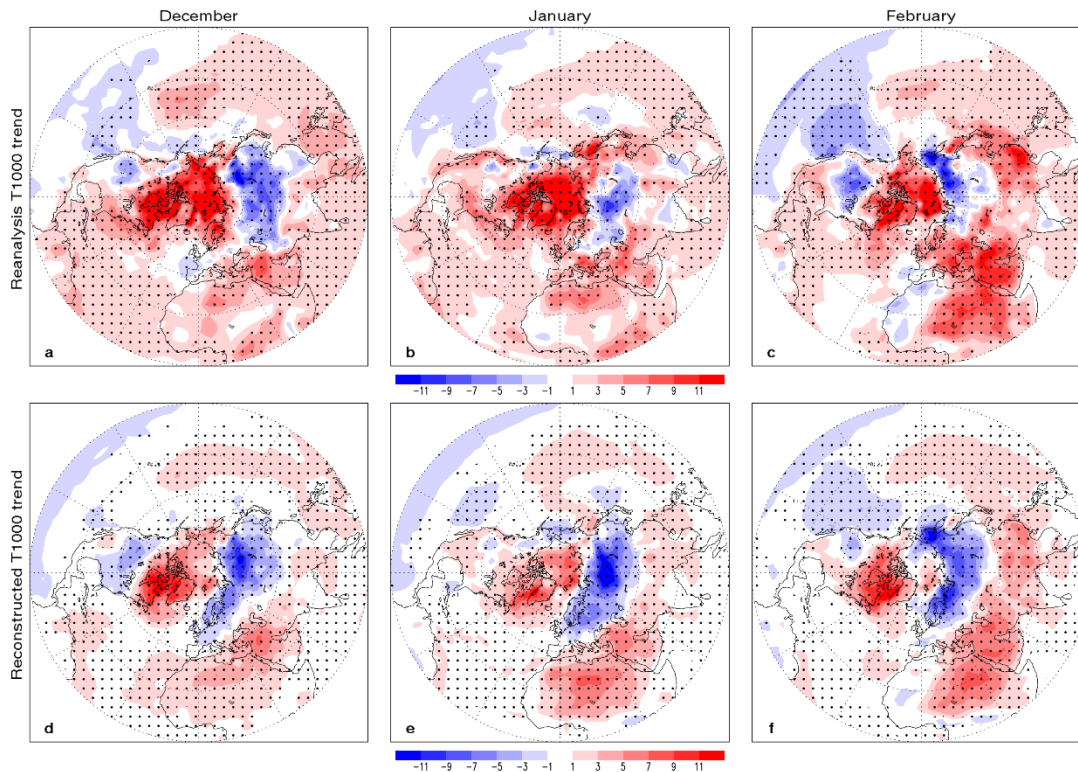 December January February
Reanalysis T1000 trend
a b c
-11 -9 -7 -5 -3 -1 1 3 5 7 9 11
Reconstructed T1000 trend
d e f
-11 -9 -7 -5 -3 -1 1 3 5 7 9 11